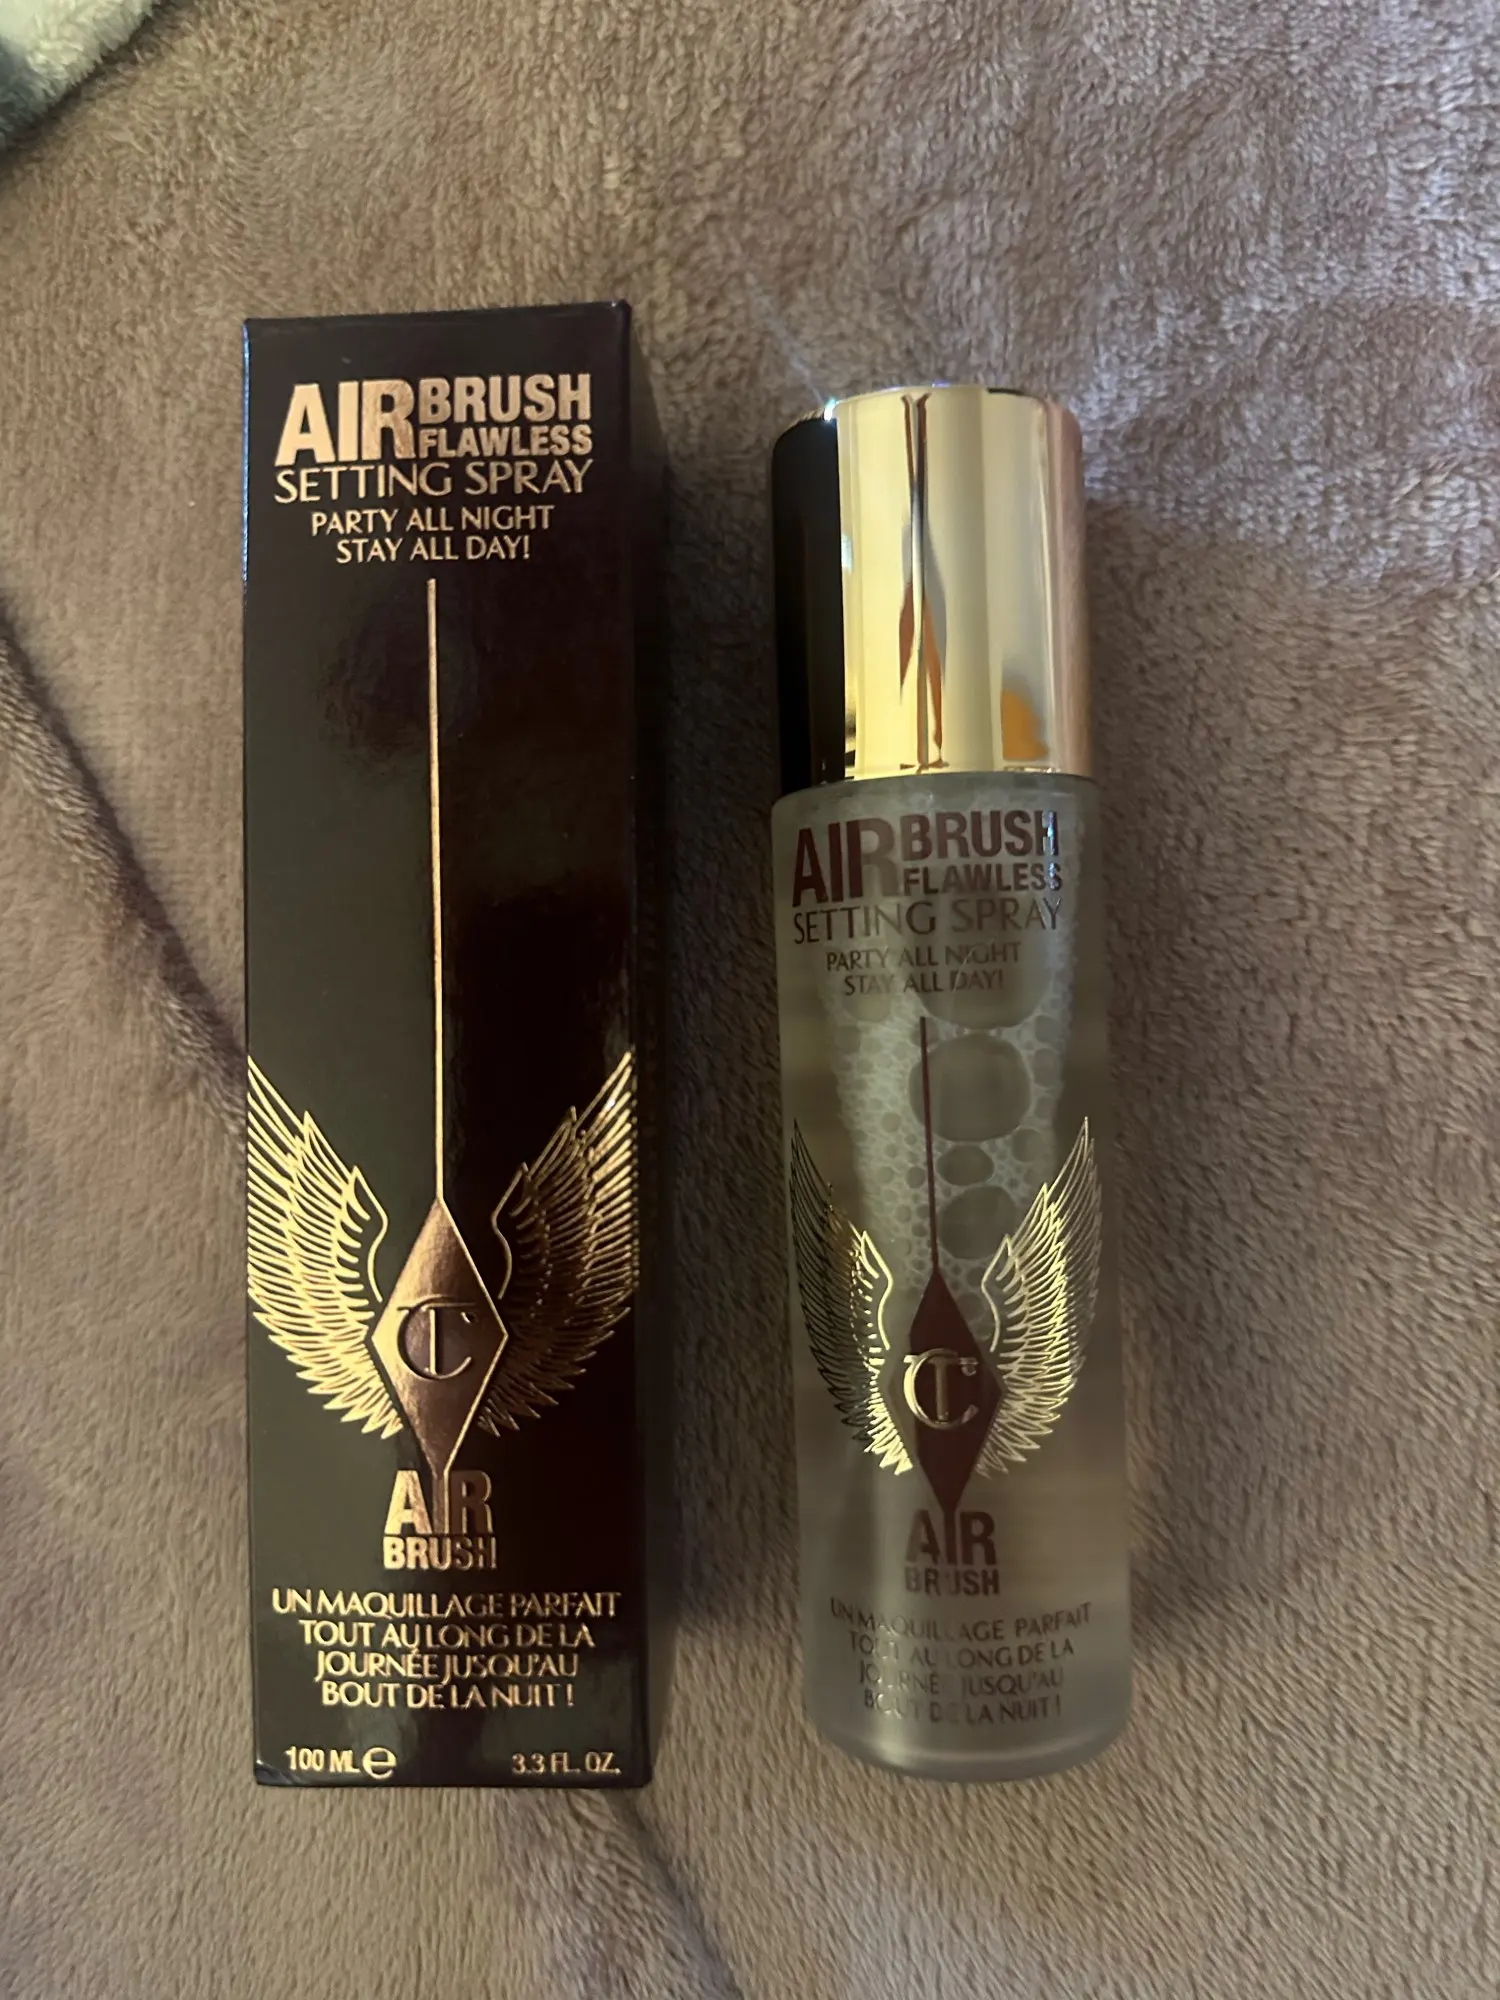 AIRBRUSH
FLAWLESS
SETTING SPRAY
PARTY ALL NIGHT
STAY ALL DAY!
CT
AIR
BRUSH
UN MAQUILLAGE PARFAIT
TOUT AU LONG DE LA
JOURNÉE JUSQU'AU
BOUT DE LA NUIT !
100 ML e 3.3 FL. OZ.
AIRBRUSH
FLAWLESS
SETTING SPRAY
PARTY ALL NIGHT
STAY ALL DAY!
CT
AIR
BRUSH
UN MAQUILLAGE PARFAIT
TOUT AU LONG DE LA
JOURNÉE JUSQU'AU
BOUT DE LA NUIT !